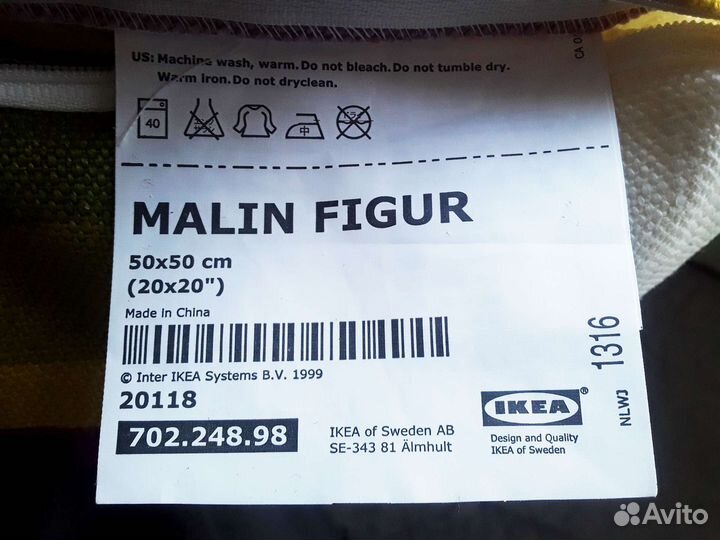 US: Machine wash, warm. Do not bleach. Do not tumble dry.
Warm iron. Do not dryclean.
CA 0
40
中
MALIN FIGUR
50x50 cm
(20x20")
Made in China
© Inter IKEA Systems B.V. 1999
20118
702.248.98
IKEA of Sweden AB
SE-343 81 Älmhult
IKEA®
Design and Quality
IKEA of Sweden
NLWJ
1316
Avito